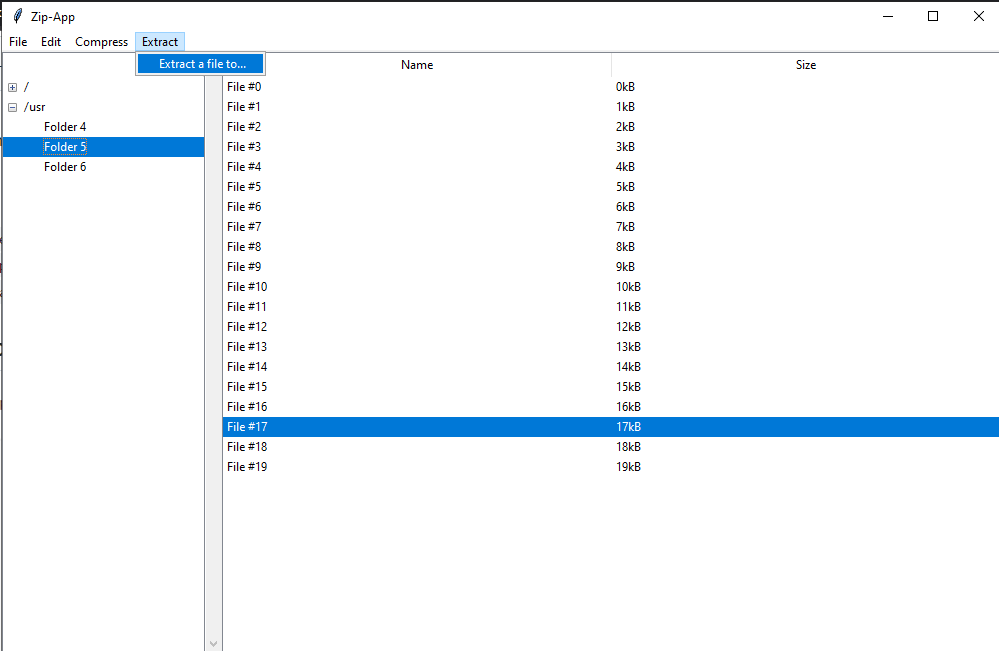 Zip-App
File Edit Compress Extract
Extract a file to...
Name Size
/
/usr
Folder 4
Folder 5
Folder 6
File #0 0kB
File #1 1kB
File #2 2kB
File #3 3kB
File #4 4kB
File #5 5kB
File #6 6kB
File #7 7kB
File #8 8kB
File #9 9kB
File #10 10kB
File #11 11kB
File #12 12kB
File #13 13kB
File #14 14kB
File #15 15kB
File #16 16kB
File #17 17kB
File #18 18kB
File #19 19kB